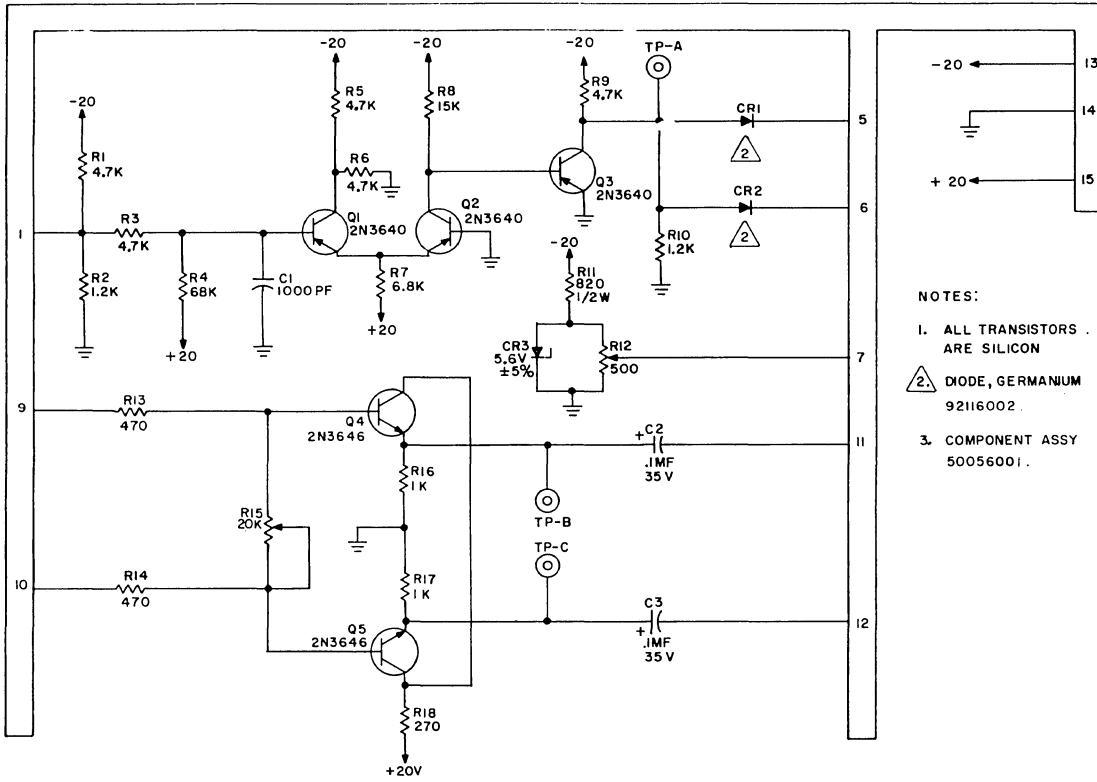 -20
-20
-20
TP-A
-20
13
R5
4.7K
R8
15K
R9
4.7K
CR1
5
14
-20
2
R1
4.7K
R6
4.7K
Q3
2N3640
+ 20
15
CR2
6
Q2
2N3640
Q1
2N3640
2
1
R3
4.7K
R10
1.2K
-20
R2
1.2K
R4
68K
C1
1000PF
R7
6.8K
R11
820
1/2W
+20
+20
NOTES:
1. ALL TRANSISTORS
ARE SILICON
2. DIODE, GERMANIUM
92116002.
3. COMPONENT ASSY
50056001.
CR3
5.6V
±5%
R12
500
7
9
R13
470
Q4
2N3646
C2
+
.1MF
35V
11
R16
1K
TP-B
R15
20K
TP-C
10
R14
470
R17
1K
C3
+
.1MF
35V
12
Q5
2N3646
R18
270
+20V